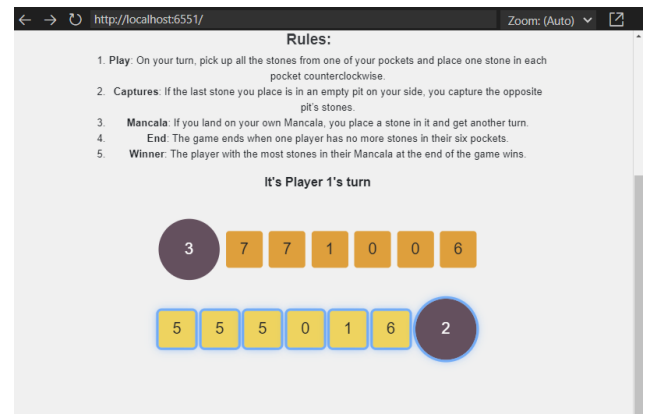 http://localhost:6551/ Zoom: (Auto)
Rules:
1. Play: On your turn, pick up all the stones from one of your pockets and place one stone in each
pocket counterclockwise.
2. Captures: If the last stone you place is in an empty pit on your side, you capture the opposite
pit's stones.
3. Mancala: If you land on your own Mancala, you place a stone in it and get another turn.
4. End: The game ends when one player has no more stones in their six pockets.
5. Winner: The player with the most stones in their Mancala at the end of the game wins.
It's Player 1's turn
3 7 7 1 0 0 6
5 5 5 0 1 6 2